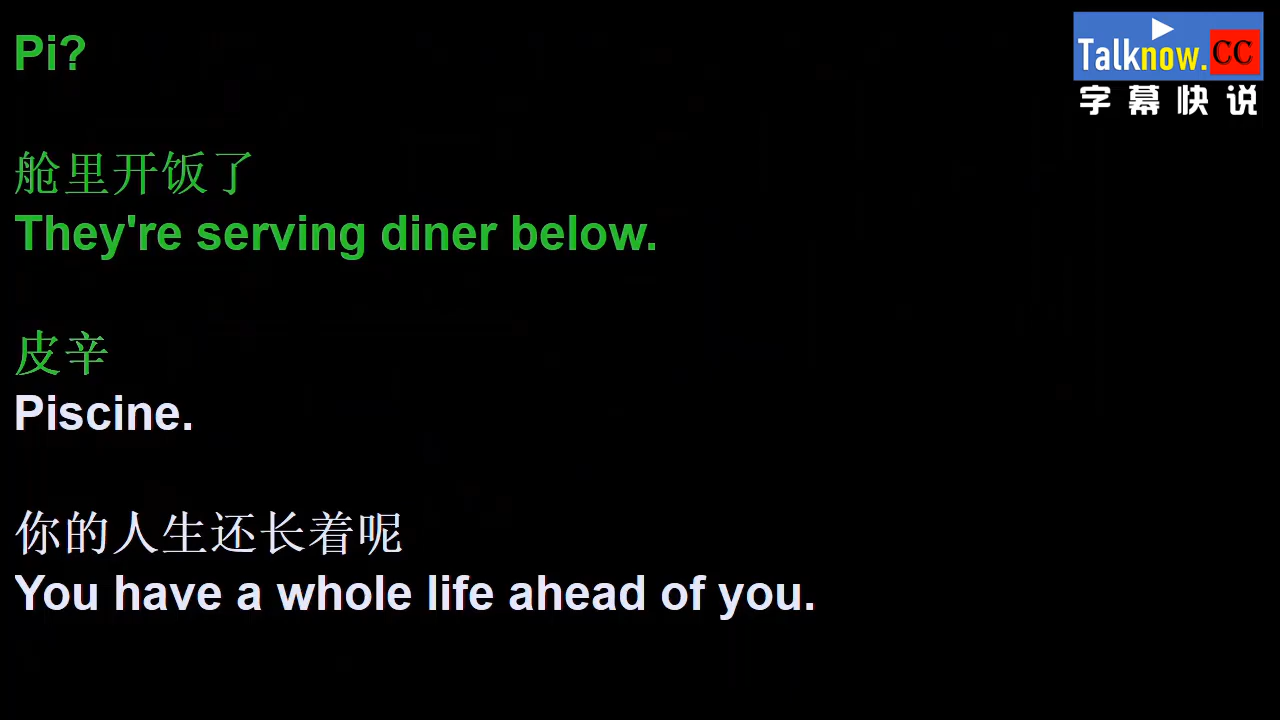 Pi?
Talknow.CC
字幕快说
舱里开饭了
They're serving diner below.
皮辛
Piscine.
你的人生还长着呢
You have a whole life ahead of you.